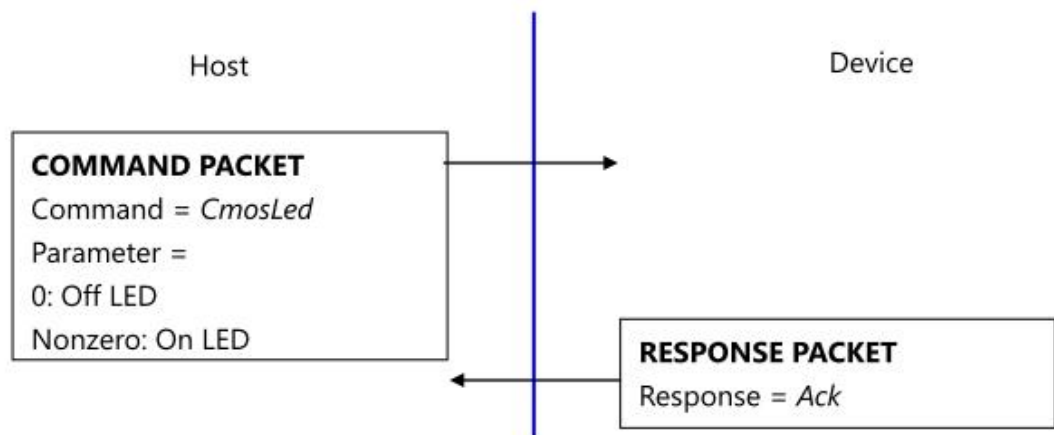 Host
Device
COMMAND PACKET
Command = CmosLed
Parameter =
0: Off LED
Nonzero: On LED
RESPONSE PACKET
Response = Ack